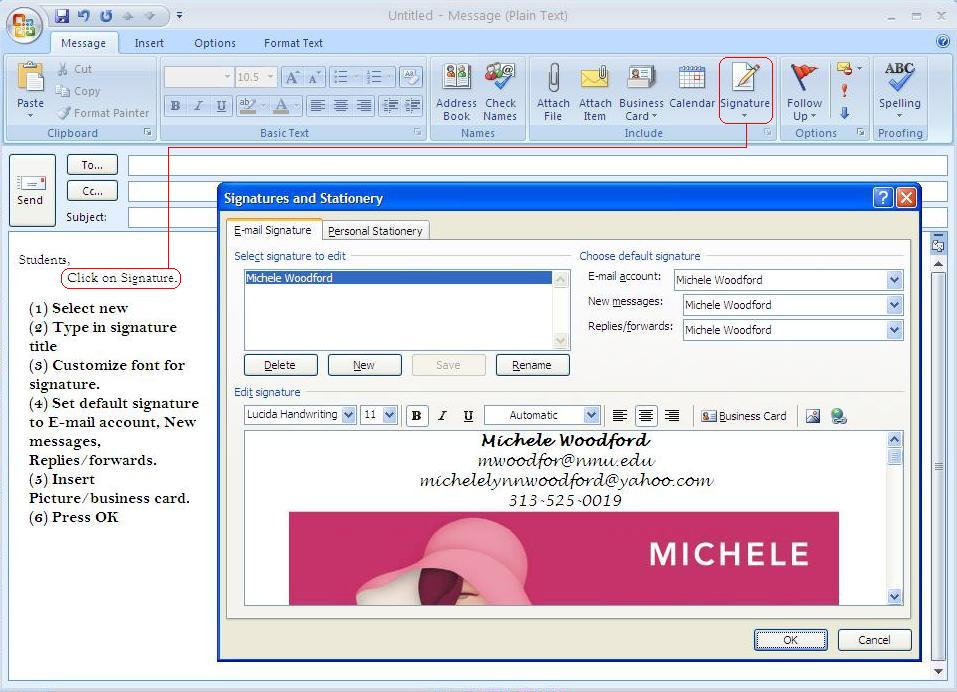 Untitled - Message (Plain Text)
Message Insert Options Format Text
Paste
Cut
Copy
Format Painter
Clipboard
10.5
B I U ab A
Basic Text
Address Book
Check Names
Names
Attach File
Attach Item
Business Card
Calendar
Signature
Include
Follow Up
Options
ABC
Spelling
Proofing
Send
To...
Cc...
Subject:
Students,
Click on Signature.
(1) Select new
(2) Type in signature
title
(3) Customize font for
signature.
(4) Set default signature
to E-mail account, New
messages,
Replies/forwards.
(5) Insert
Picture/business card.
(6) Press OK
Signatures and Stationery
E-mail Signature Personal Stationery
Select signature to edit
Michele Woodford
Delete New Save Rename
Choose default signature
E-mail account: Michele Woodford
New messages: Michele Woodford
Replies/forwards: Michele Woodford
Edit signature
Lucida Handwriting 11 B I U Automatic Business Card
Michele Woodford
mwoodfor@nmu.edu
michelelynnwoodford@yahoo.com
313-525-0019
MICHELE
OK Cancel